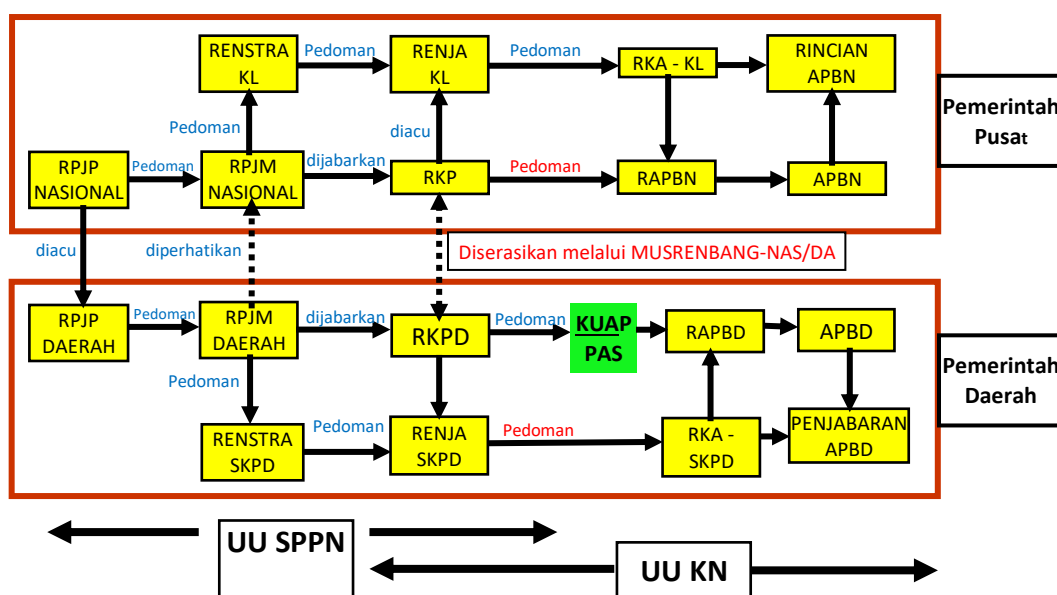 RENSTRA
KL
Pedoman
RENJA
KL
Pedoman
RKA - KL
RINCIAN
APBN
Pemerintah
Pusat
Pedoman
diacu
RPJP
NASIONAL
Pedoman
RPJM
NASIONAL
dijabarkan
RKP
Pedoman
RAPBN
APBN
diacu
diperhatikan
Diserasikan melalui MUSRENBANG-NAS/DA
RPJP
DAERAH
Pedoman
RPJM
DAERAH
dijabarkan
RKPD
Pedoman
KUAP
PAS
RAPBD
APBD
Pemerintah
Daerah
Pedoman
RENSTRA
SKPD
Pedoman
RENJA
SKPD
Pedoman
RKA -
SKPD
PENJABARAN
APBD
UU SPPN
UU KN